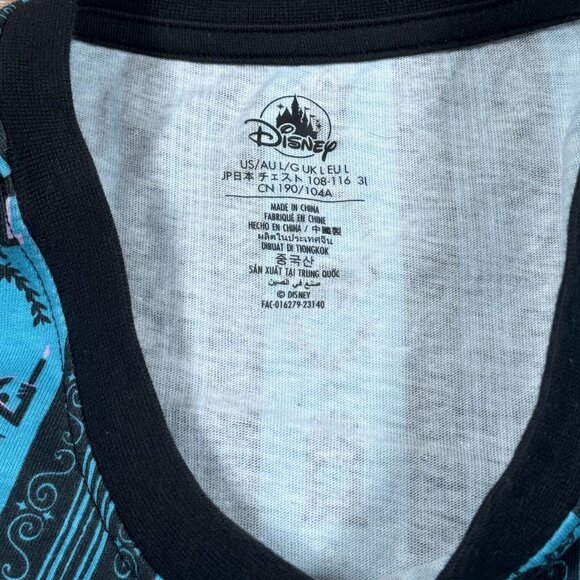 Disney
US/AU L/G UK L EU L
JP日本 チェスト 108-116 3l
CN 190/104A
MADE IN CHINA
FABRIQUÉ EN CHINE
HECHO EN CHINA / 中國製
ผลิตในประเทศจีน
DIBUAT DI TIONGKOK
중국산
SẢN XUẤT TẠI TRUNG QUỐC
صنع في الصين
© DISNEY
FAC-016279-23140